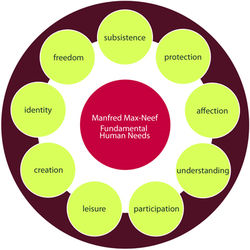 Manfred Max-Neef
Fundamental
Human Needs
subsistence
protection
affection
understanding
participation
leisure
creation
identity
freedom